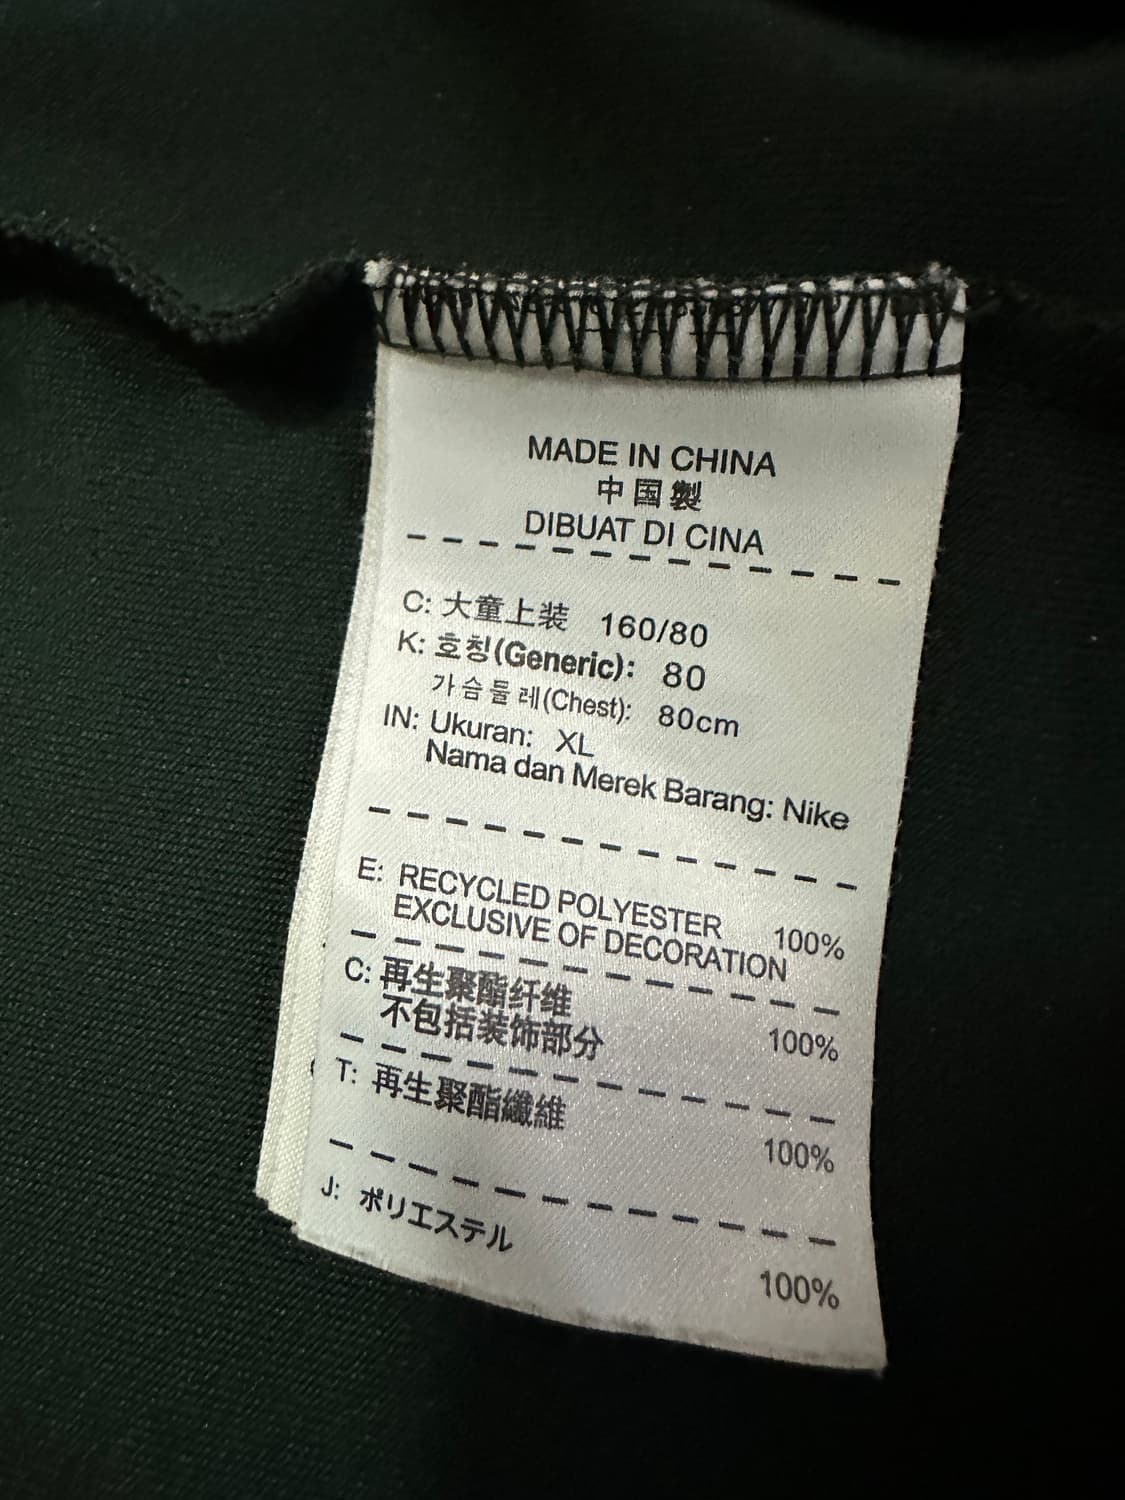 MADE IN CHINA
中国製
DIBUAT DI CINA
C: 大童上装 160/80
K: 호칭(Generic): 80
가슴둘레(Chest): 80cm
IN: Ukuran: XL
Nama dan Merek Barang: Nike
E: RECYCLED POLYESTER 100%
EXCLUSIVE OF DECORATION
C: 再生聚酯纤维 100%
不包括装饰部分
T: 再生聚酯纖維 100%
J: ポリエステル 100%